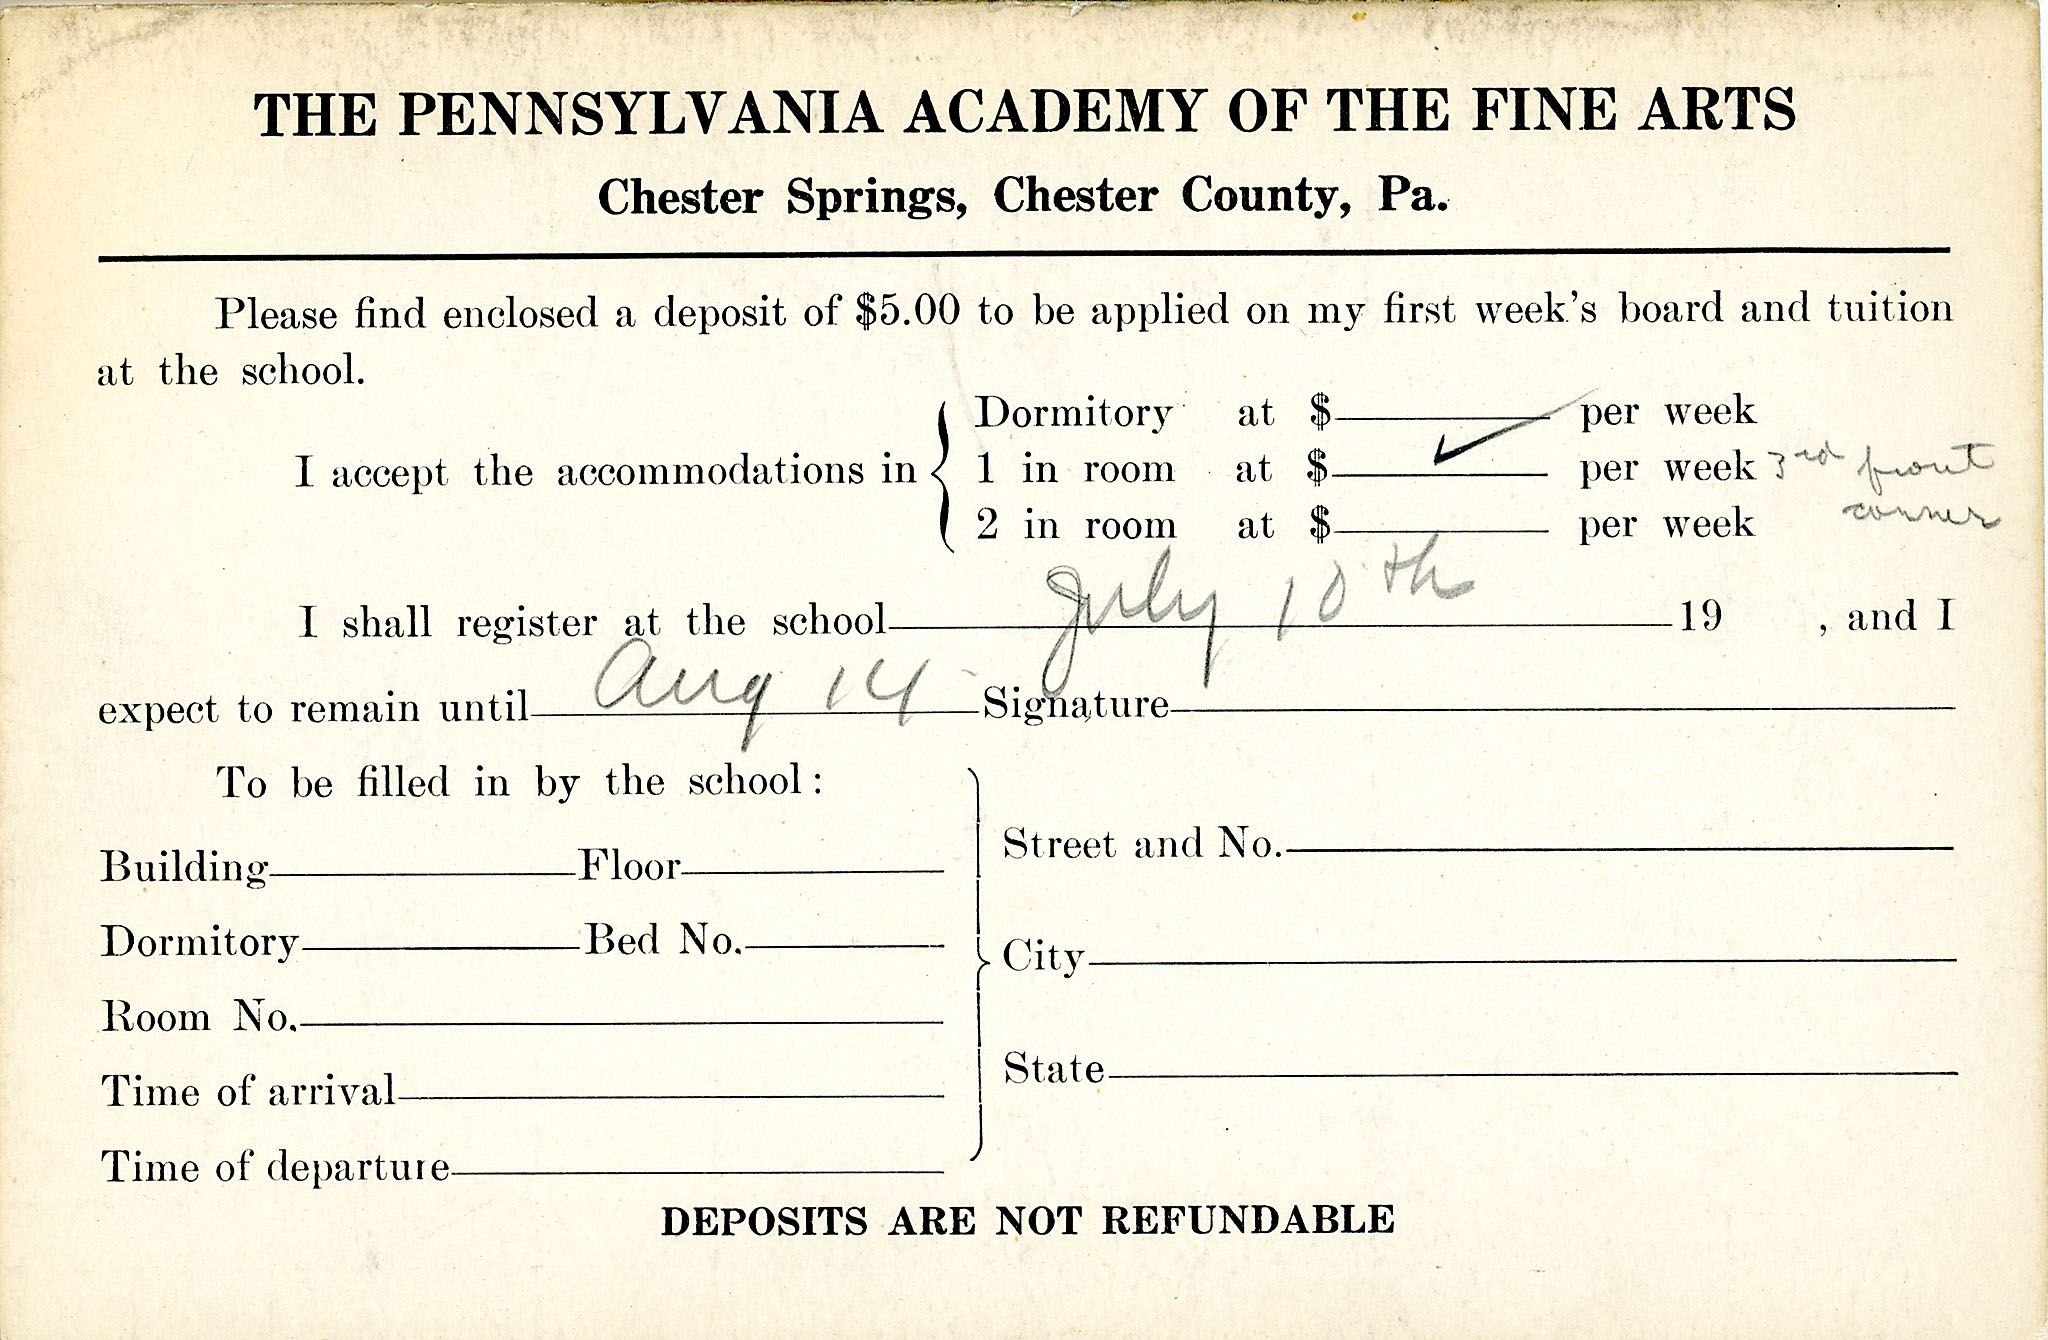 THE PENNSYLVANIA ACADEMY OF THE FINE ARTS
Chester Springs, Chester County, Pa.
Please find enclosed a deposit of $5.00 to be applied on my first week's board and tuition
at the school.
I accept the accommodations in
Dormitory at $ per week
1 in room at $ ✓ per week 3rd front
2 in room at $ per week corner
I shall register at the school July 10th 19 , and I
expect to remain until Aug 14 Signature
To be filled in by the school:
Building Floor
Dormitory Bed No.
Room No.
Time of arrival
Time of departure
Street and No.
City
State
DEPOSITS ARE NOT REFUNDABLE